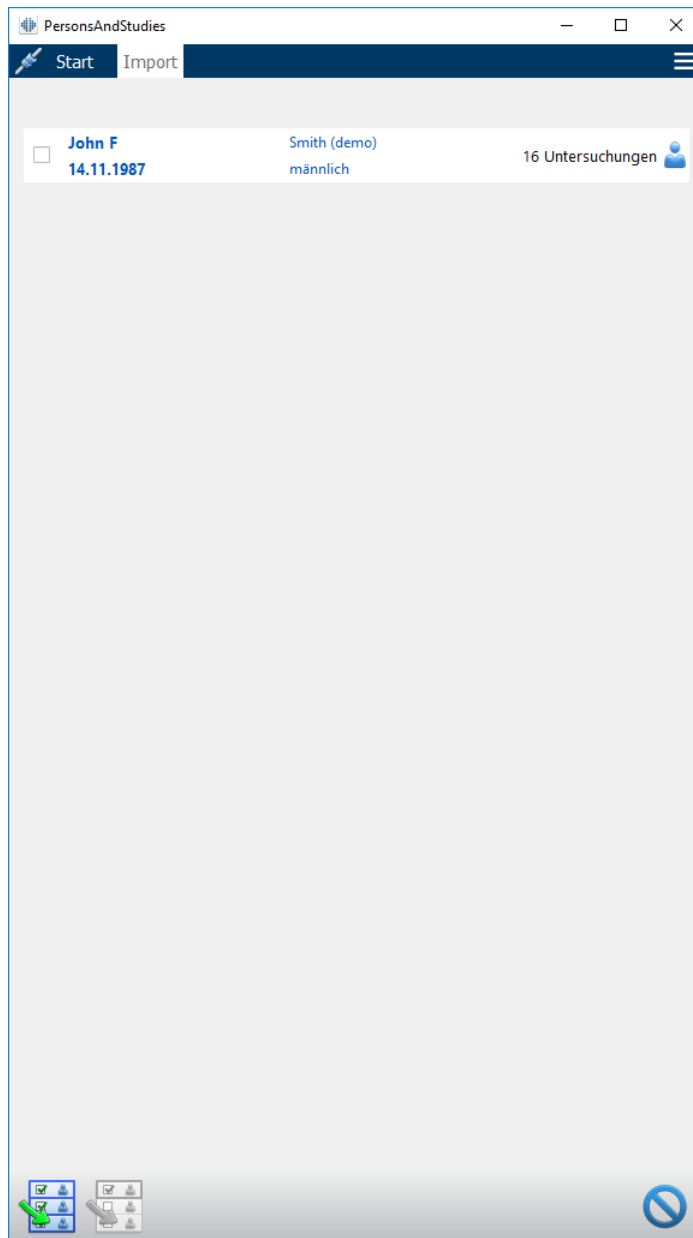 PersonsAndStudies
Start Import
John F Smith (demo)
16 Untersuchungen
14.11.1987 männlich